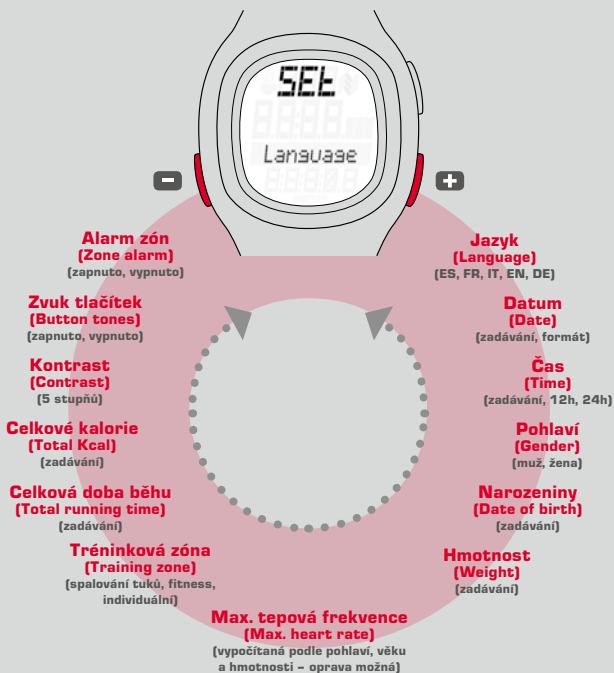 SEt
Language
−
+
Alarm zón
(Zone alarm)
(zapnuto, vypnuto)
Zvuk tlačítek
(Button tones)
(zapnuto, vypnuto)
Kontrast
(Contrast)
(5 stupňů)
Celkové kalorie
(Total Kcal)
(zadávání)
Celková doba běhu
(Total running time)
(zadávání)
Tréninková zóna
(Training zone)
(spalování tuků, fitness,
individuální)
Max. tepová frekvence
(Max. heart rate)
(vypočítaná podle pohlaví, věku
a hmotnosti – oprava možná)
Jazyk
(Language)
(ES, FR, IT, EN, DE)
Datum
(Date)
(zadávání, formát)
Čas
(Time)
(zadávání, 12h, 24h)
Pohlaví
(Gender)
(muž, žena)
Narozeniny
(Date of birth)
(zadávání)
Hmotnost
(Weight)
(zadávání)